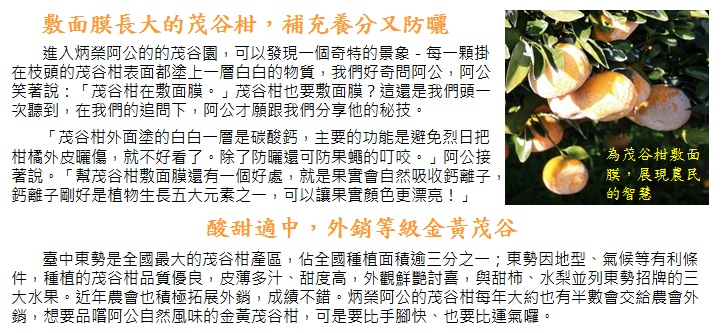 敷面膜長大的茂谷柑，補充養分又防曬
進入炳榮阿公的的茂谷園，可以發現一個奇特的景象－每一顆掛
在枝頭的茂谷柑表面都塗上一層白白的物質，我們好奇問阿公，阿公
笑著說：「茂谷柑在敷面膜。」茂谷柑也要敷面膜？這還是我們頭一
次聽到，在我們的追問下，阿公才願跟我們分享他的秘技。
「茂谷柑外面塗的白白一層是碳酸鈣，主要的功能是避免烈日把
柑橘外皮曬傷，就不好看了。除了防曬還可防果蠅的叮咬。」阿公接
著說。「幫茂谷柑敷面膜還有一個好處，就是果實會自然吸收鈣離子，
鈣離子剛好是植物生長五大元素之一，可以讓果實顏色更漂亮！」
為茂谷柑敷面
膜，展現農民
的智慧
酸甜適中，外銷等級金黃茂谷
臺中東勢是全國最大的茂谷柑產區，佔全國種植面積逾三分之一；東勢因地型、氣候等有利條
件，種植的茂谷柑品質優良，皮薄多汁、甜度高，外觀鮮艷討喜，與甜柿、水梨並列東勢招牌的三
大水果。近年農會也積極拓展外銷，成績不錯。炳榮阿公的茂谷柑每年大約也有半數會交給農會外
銷，想要品嚐阿公自然風味的金黃茂谷柑，可是要比手腳快、也要比運氣囉。